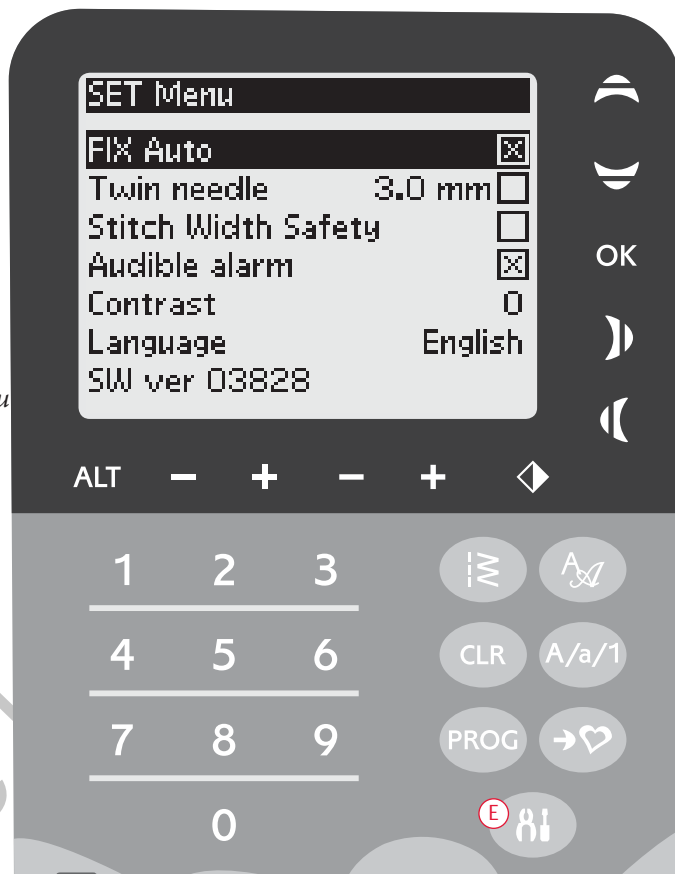 SET Menu
FIX Auto
Twin needle 3.0 mm
Stitch Width Safety
Audible alarm
Contrast 0
Language English
SW ver 03828
OK
u
ALT - + - +
1 2 3
A
4 5 6 CLR A/a/1
7 8 9 PROG
0 E